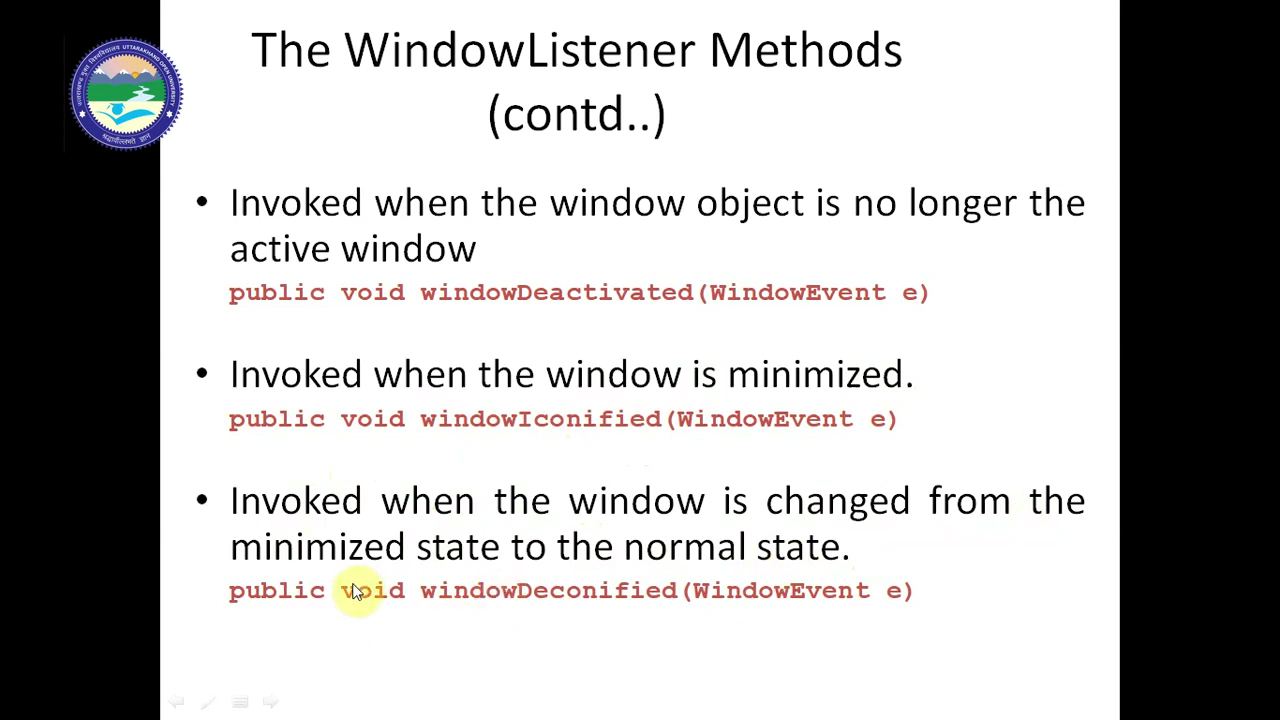 The WindowListener Methods
(contd..)
• Invoked when the window object is no longer the
active window
public void windowDeactivated(WindowEvent e)
• Invoked when the window is minimized.
public void windowIconified(WindowEvent e)
• Invoked when the window is changed from the
minimized state to the normal state.
public void windowDeconified(WindowEvent e)